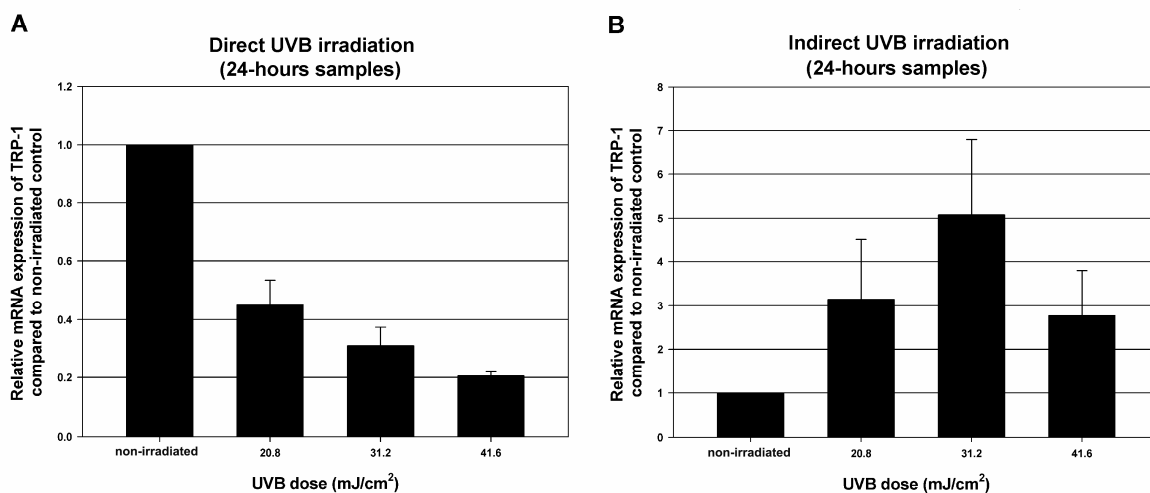 A
Direct UVB irradiation
(24-hours samples)
Relative mRNA expression of TRP-1
compared to non-irradiated control
1.2
1.0
0.8
0.6
0.4
0.2
0.0
non-irradiated 20.8 31.2 41.6
UVB dose (mJ/cm²)
B
Indirect UVB irradiation
(24-hours samples)
Relative mRNA expression of TRP-1
compared to non-irradiated control
8
7
6
5
4
3
2
1
0
non-irradiated 20.8 31.2 41.6
UVB dose (mJ/cm²)